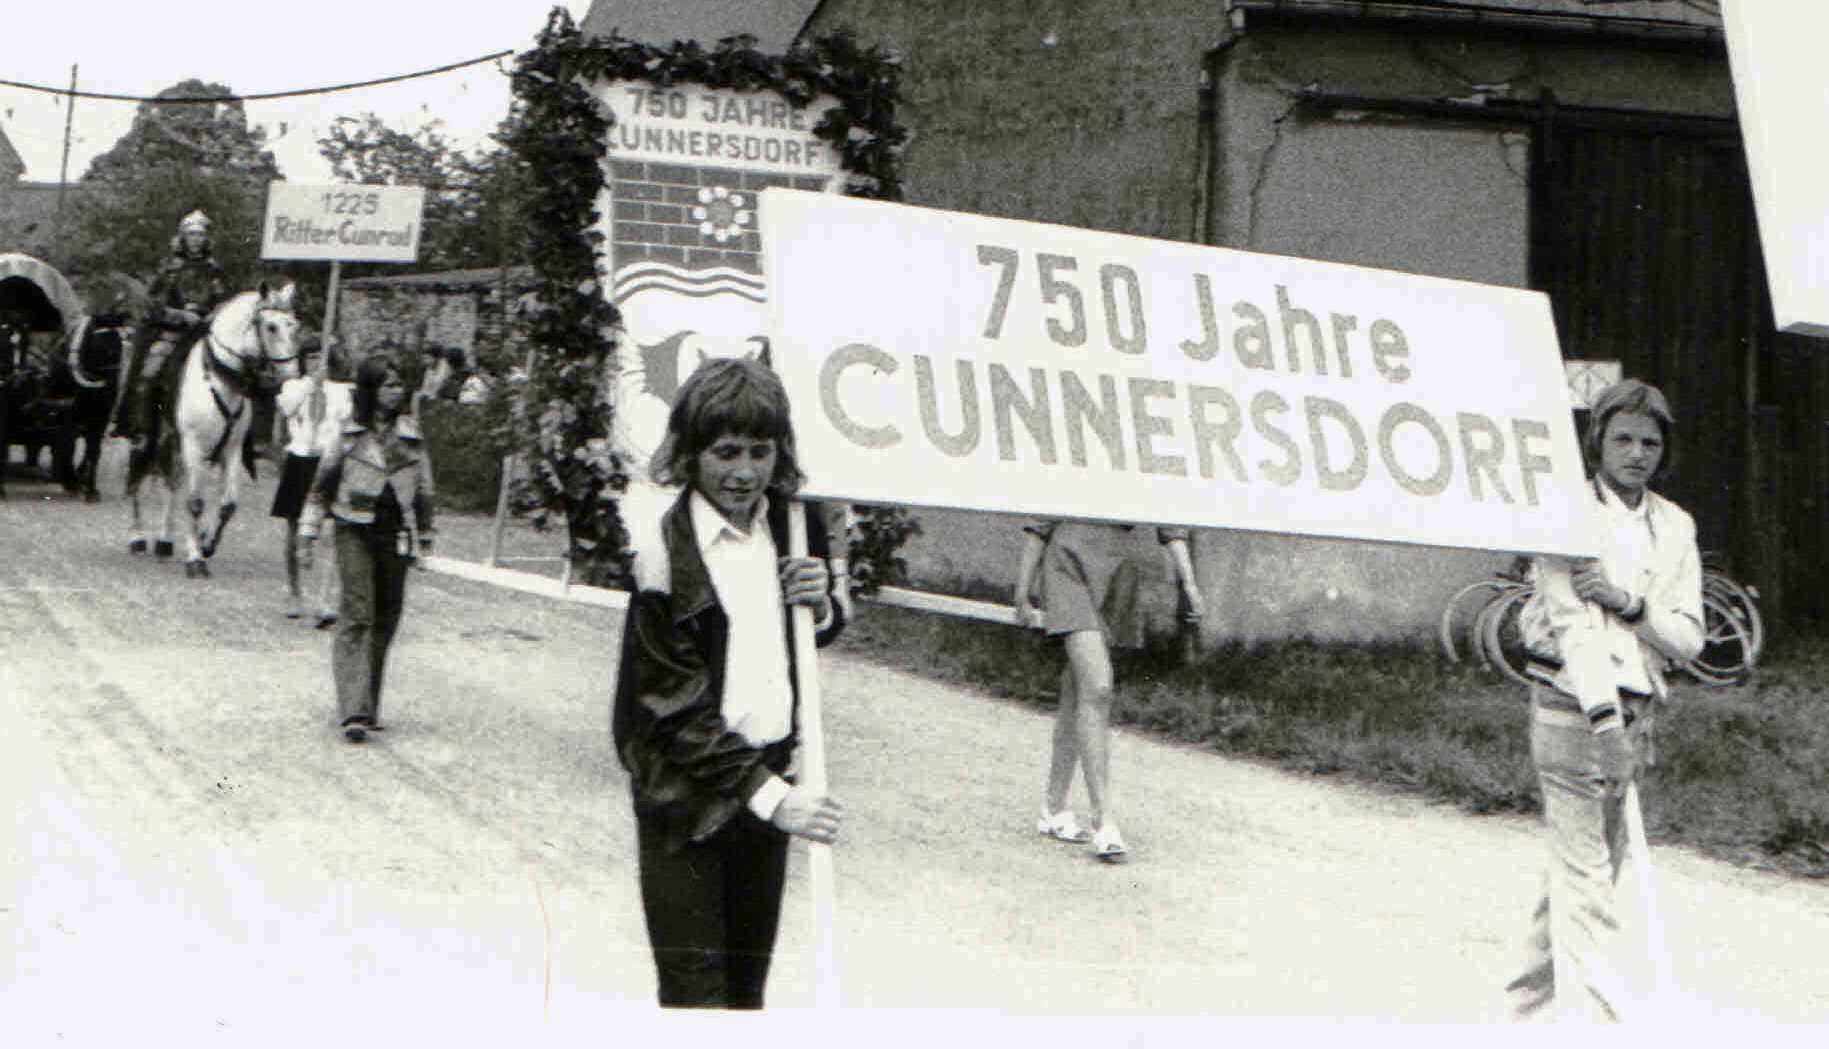 750 JAHRE
CUNNERSDORF
1225
Ritter Cunrad
750 Jahre
CUNNERSDORF